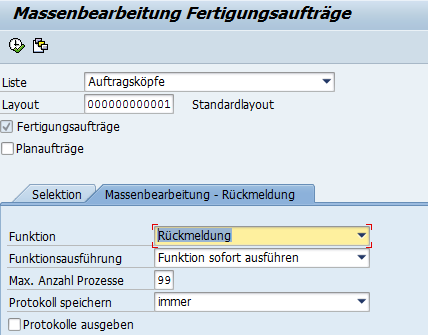 Massenbearbeitung Fertigungsaufträge
Liste Auftragsköpfe
Layout 000000000001 Standardlayout
Fertigungsaufträge
Planaufträge
Selektion Massenbearbeitung - Rückmeldung
Funktion Rückmeldung
Funktionsausführung Funktion sofort ausführen
Max. Anzahl Prozesse 99
Protokoll speichern immer
Protokolle ausgeben